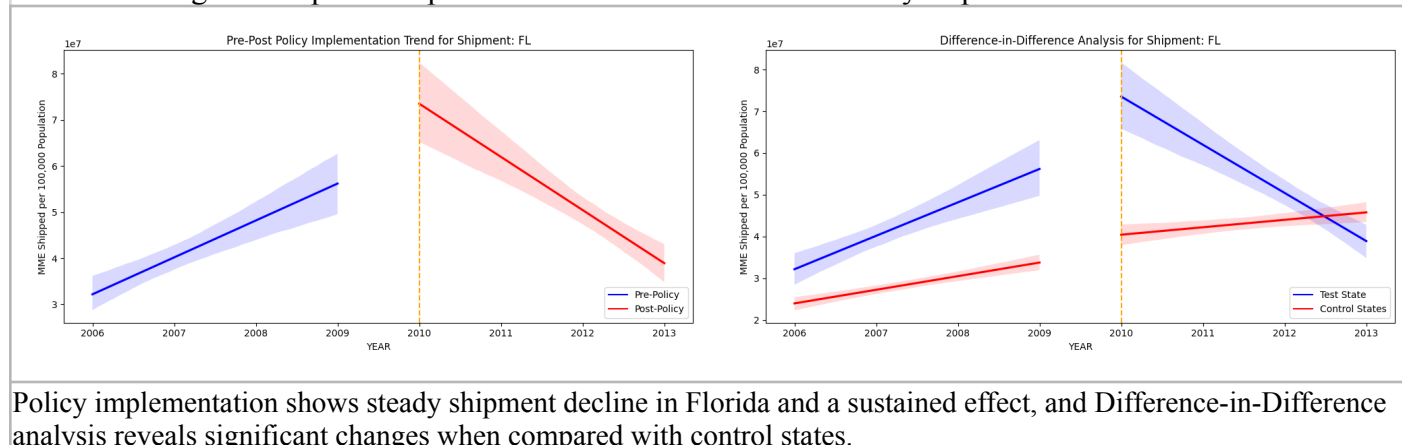 Pre-Post Policy Implementation Trend for Shipment: FL
1e7
MME Shipped per 100,000 Population
8
7
6
5
4
3
2006 2007 2008 2009 2010 2011 2012 2013
YEAR
Pre-Policy
Post-Policy
Difference-in-Difference Analysis for Shipment: FL
1e7
MME Shipped per 100,000 Population
8
7
6
5
4
3
2
2006 2007 2008 2009 2010 2011 2012 2013
YEAR
Test State
Control States
Policy implementation shows steady shipment decline in Florida and a sustained effect, and Difference-in-Difference
analysis reveals significant changes when compared with control states.